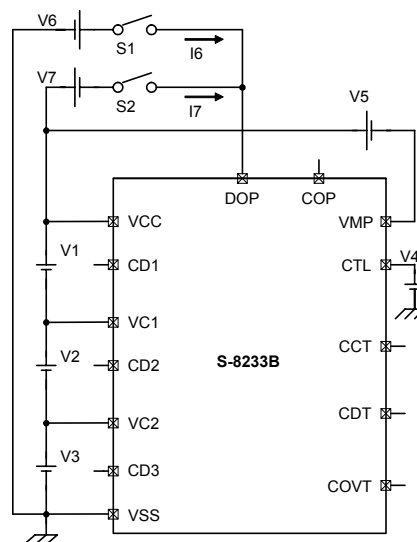 V6
S1
I6
V7
S2
I7
V5
DOP
COP
VCC
VMP
V1
V4
CD1
CTL
VC1
S-8233B
CCT
V2
CD2
VC2
CDT
V3
CD3
COVT
VSS